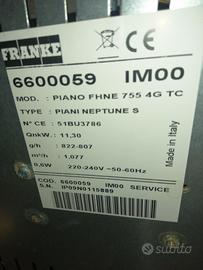 FRANKE
6600059 IM00
MOD. : PIANO FHNE 755 4G TC
TYPE : PIANI NEPTUNE S
N° CE : 51BU3786
Qnkw. : 11,30
g/h : 822-807
m³/h : 1,077
0,6W 220-240V ~50-60Hz
Made in Italy
COD. 6600059 IM00 SERVICE
S.N. IP09N0115889
subito